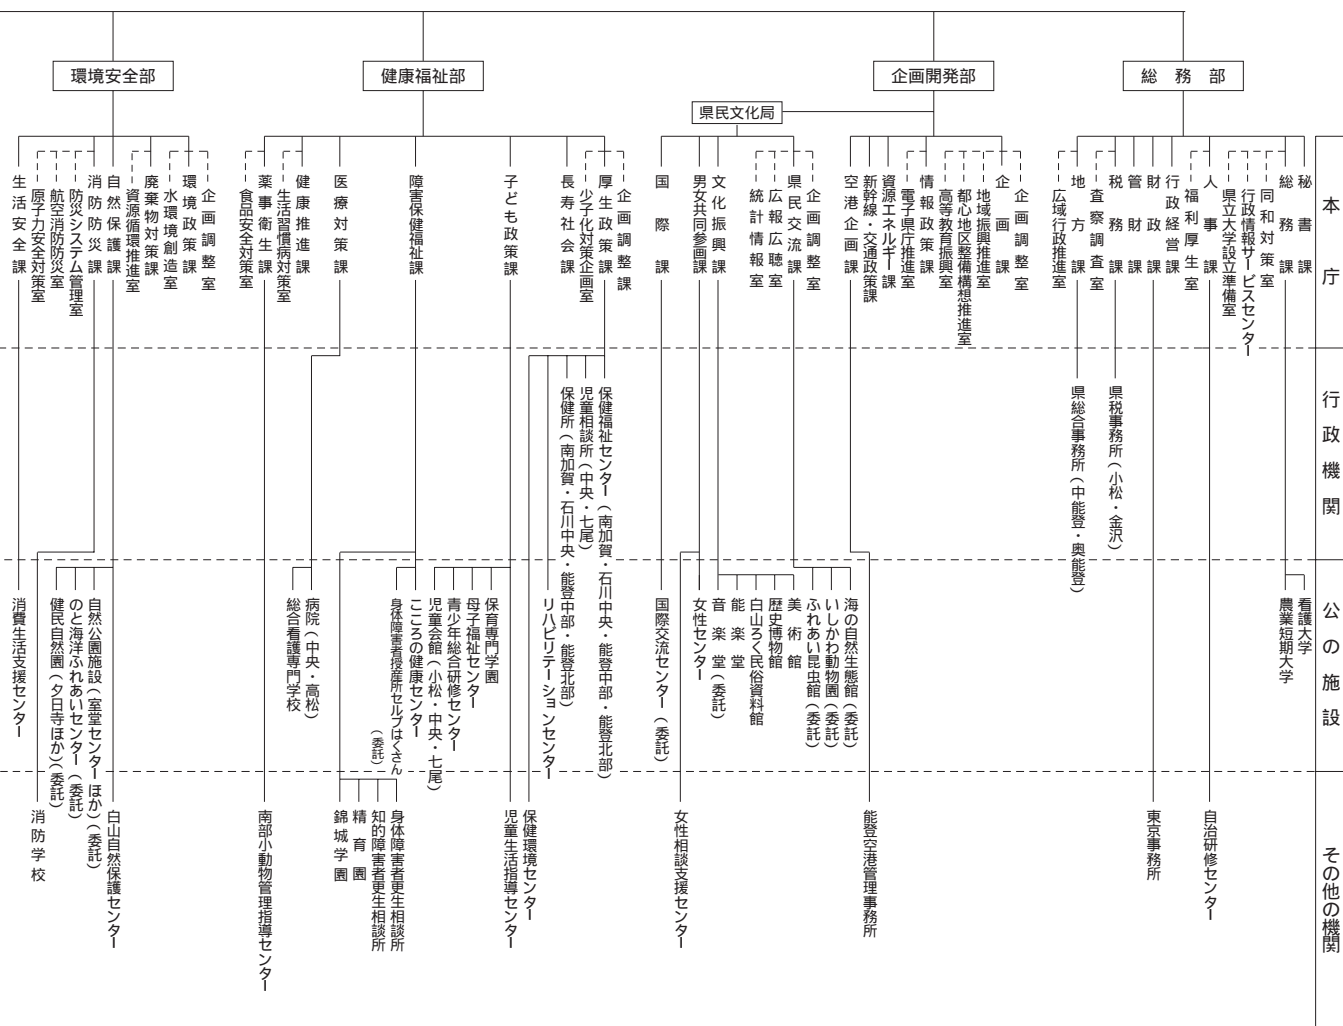 総務部
企画開発部
健康福祉部
環境安全部
県民文化局
本庁
秘書課
総務課
同和対策室
行政情報サービスセンター
県立大学設立準備室
人事課
福利厚生室
行政経営課
財政課
管財課
税務課
査察調査室
地方課
広域行政推進室
企画調整室
企画課
地域振興推進室
都心地区整備構想推進室
高等教育振興室
情報政策課
電子県庁推進室
資源エネルギー課
新幹線・交通政策課
空港企画課
企画調整室
県民交流課
広報広聴室
統計情報室
文化振興課
男女共同参画課
国際課
企画調整課
厚生政策課
少子化対策企画室
長寿社会課
子ども政策課
障害保健福祉課
医療対策課
健康推進課
生活習慣病対策室
薬事衛生課
食品安全対策室
企画調整室
環境政策課
水環境創造室
廃棄物対策課
資源循環推進室
自然保護課
消防防災課
防災システム管理室
航空消防防災室
原子力安全対策室
生活安全課
行政機関
県税事務所(小松・金沢)
県総合事務所(中能登・奥能登)
保健福祉センター(南加賀・石川中央・能登中部・能登北部)
児童相談所(中央・七尾)
保健所(南加賀・石川中央・能登中部・能登北部)
リハビリテーションセンター
公の施設
看護大学
農業短期大学
海の自然生態館(委託)
いしかわ動物園(委託)
ふれあい昆虫館(委託)
美術館
歴史博物館
白山ろく民俗資料館
能楽堂
音楽堂(委託)
女性センター
国際交流センター(委託)
保育専門学園
母子福祉センター
青少年総合研修センター
児童会館(小松・中央・七尾)
こころの健康センター
身体障害者授産所セルプはくさん
(委託)
病院(中央・高松)
総合看護専門学校
自然公園施設(室堂センターほか)(委託)
のと海洋ふれあいセンター(委託)
健民自然園(夕日寺ほか)(委託)
消費生活支援センター
その他の機関
自治研修センター
東京事務所
能登空港管理事務所
女性相談支援センター
保健環境センター
児童生活指導センター
身体障害者更生相談所
知的障害者更生相談所
精育園
錦城学園
南部小動物管理指導センター
白山自然保護センター
消防学校